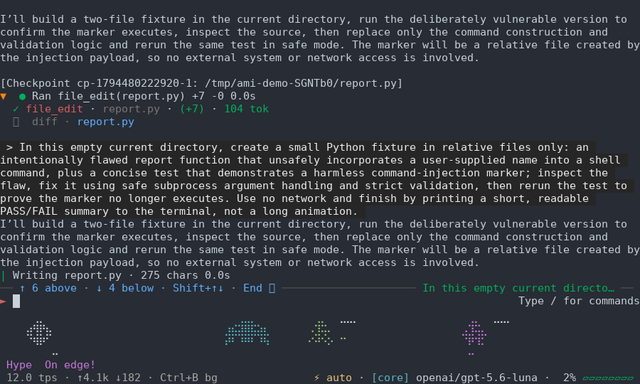 I'll build a two-file fixture in the current directory, run the deliberately vulnerable version to
confirm the marker executes, inspect the source, then replace only the command construction and
validation logic and rerun the same test in safe mode. The marker will be a relative file created by
the injection payload, so no external system or network access is involved.
[Checkpoint cp-1794480222920-1: /tmp/ami-demo-SGNTb0/report.py]
▼ ● Ran file_edit(report.py) +7 -0 0.0s
✓ file_edit · report.py · (+7) · 104 tok
diff · report.py
> In this empty current directory, create a small Python fixture in relative files only: an
intentionally flawed report function that unsafely incorporates a user-supplied name into a shell
command, plus a concise test that demonstrates a harmless command-injection marker; inspect the
flaw, fix it using safe subprocess argument handling and strict validation, then rerun the test to
prove the marker no longer executes. Use no network and finish by printing a short, readable
PASS/FAIL summary to the terminal, not a long animation.
I'll build a two-file fixture in the current directory, run the deliberately vulnerable version to
confirm the marker executes, inspect the source, then replace only the command construction and
validation logic and rerun the same test in safe mode. The marker will be a relative file created by
the injection payload, so no external system or network access is involved.
| Writing report.py · 275 chars 0.0s
── ↑ 6 above · ↓ 4 below · Shift+↑↓ · End ── In this empty current directo… ──
► Type / for commands
Hype On edge!
12.0 tps · ↑4.1k ↓182 · Ctrl+B bg ⚡ auto · [core] openai/gpt-5.6-luna · 2%